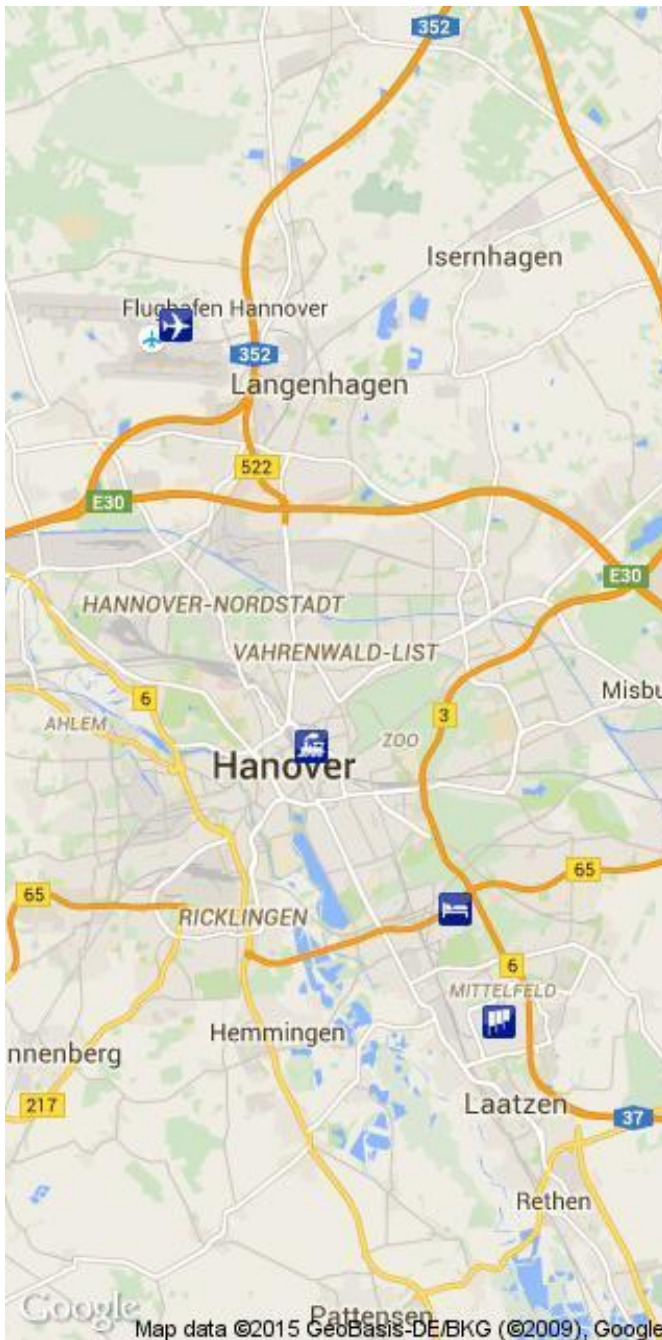 352
Isernhagen
Flughafen Hannover
352
Langenhagen
522
E30
E30
HANNOVER-NORDSTADT
VAHRENWALD-LIST
Misbu
6
3
AHLEM
ZOO
Hanover
65
65
RICKLINGEN
6
MITTELFELD
Hemmingen
nnenberg
217
Laatzen
37
Rethen
Google
Pattensen
Map data ©2015 GeoBasis-DE/BKG (©2009), Google